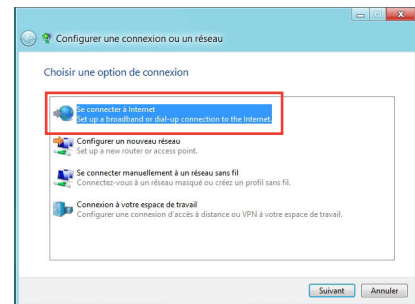 Configurer une connexion ou un réseau
Choisir une option de connexion
Se connecter à Internet
Set up a broadband or dial-up connection to the Internet.
Configurer un nouveau réseau
Set up a new router or access point.
Se connecter manuellement à un réseau sans fil
Connectez-vous à un réseau masqué ou créez un profil sans fil.
Connexion à votre espace de travail
Configurer une connexion d'accès à distance ou VPN à votre espace de travail.
Suivant Annuler